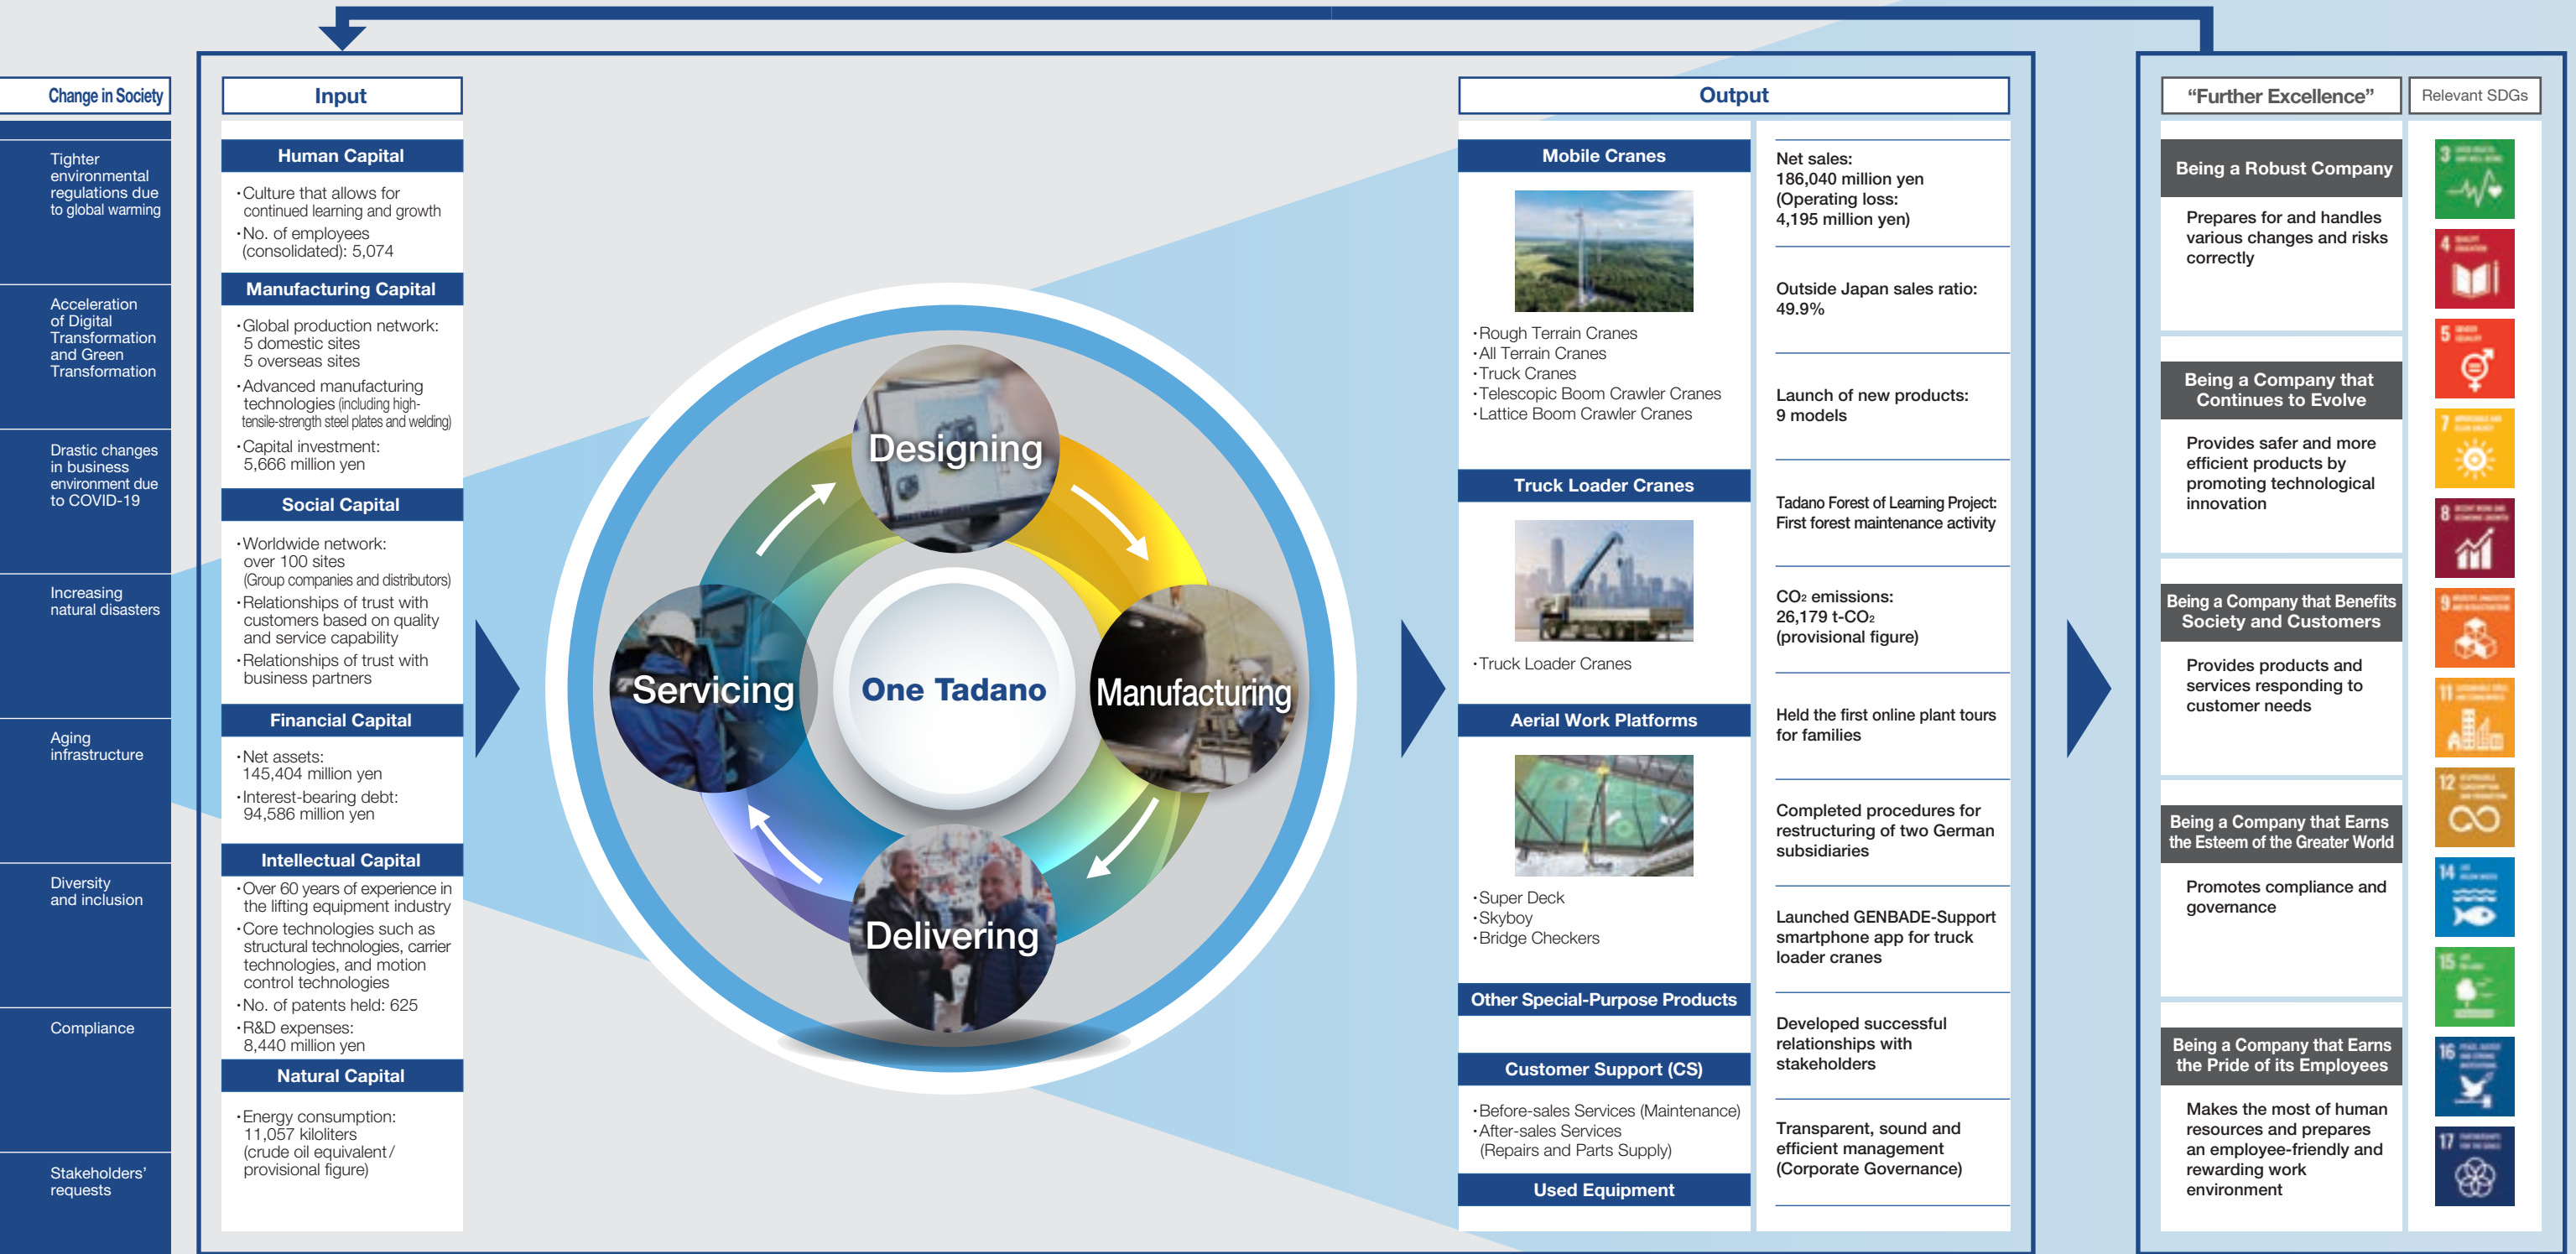 Change in Society
Tighter
environmental
regulations due
to global warming
Acceleration
of Digital
Transformation
and Green
Transformation
Drastic changes
in business
environment due
to COVID-19
Increasing
natural disasters
Aging
infrastructure
Diversity
and inclusion
Compliance
Stakeholders’
requests
Input
Human Capital
・Culture that allows for
continued learning and growth
・No. of employees
(consolidated): 5,074
Manufacturing Capital
・Global production network:
5 domestic sites
5 overseas sites
・Advanced manufacturing
technologies (including high-
tensile-strength steel plates and welding)
・Capital investment:
5,666 million yen
Social Capital
・Worldwide network:
over 100 sites
(Group companies and distributors)
・Relationships of trust with
customers based on quality
and service capability
・Relationships of trust with
business partners
Financial Capital
・Net assets:
145,404 million yen
・Interest-bearing debt:
94,586 million yen
Intellectual Capital
・Over 60 years of experience in
the lifting equipment industry
・Core technologies such as
structural technologies, carrier
technologies, and motion
control technologies
・No. of patents held: 625
・R&D expenses:
8,440 million yen
Natural Capital
・Energy consumption:
11,057 kiloliters
(crude oil equivalent/
provisional figure)
Designing
Servicing
One Tadano
Manufacturing
Delivering
Output
Mobile Cranes
・Rough Terrain Cranes
・All Terrain Cranes
・Truck Cranes
・Telescopic Boom Crawler Cranes
・Lattice Boom Crawler Cranes
Truck Loader Cranes
・Truck Loader Cranes
Aerial Work Platforms
・Super Deck
・Skyboy
・Bridge Checkers
Other Special-Purpose Products
Customer Support (CS)
・Before-sales Services (Maintenance)
・After-sales Services
(Repairs and Parts Supply)
Used Equipment
Net sales:
186,040 million yen
(Operating loss:
4,195 million yen)
Outside Japan sales ratio:
49.9%
Launch of new products:
9 models
Tadano Forest of Learning Project:
First forest maintenance activity
CO₂ emissions:
26,179 t-CO₂
(provisional figure)
Held the first online plant tours
for families
Completed procedures for
restructuring of two German
subsidiaries
Launched GENBADE-Support
smartphone app for truck
loader cranes
Developed successful
relationships with
stakeholders
Transparent, sound and
efficient management
(Corporate Governance)
“Further Excellence”
Being a Robust Company
Prepares for and handles
various changes and risks
correctly
Being a Company that
Continues to Evolve
Provides safer and more
efficient products by
promoting technological
innovation
Being a Company that Benefits
Society and Customers
Provides products and
services responding to
customer needs
Being a Company that Earns
the Esteem of the Greater World
Promotes compliance and
governance
Being a Company that Earns
the Pride of its Employees
Makes the most of human
resources and prepares
an employee-friendly and
rewarding work
environment
Relevant SDGs
3
4
5
7
8
9
11
12
14
15
16
17